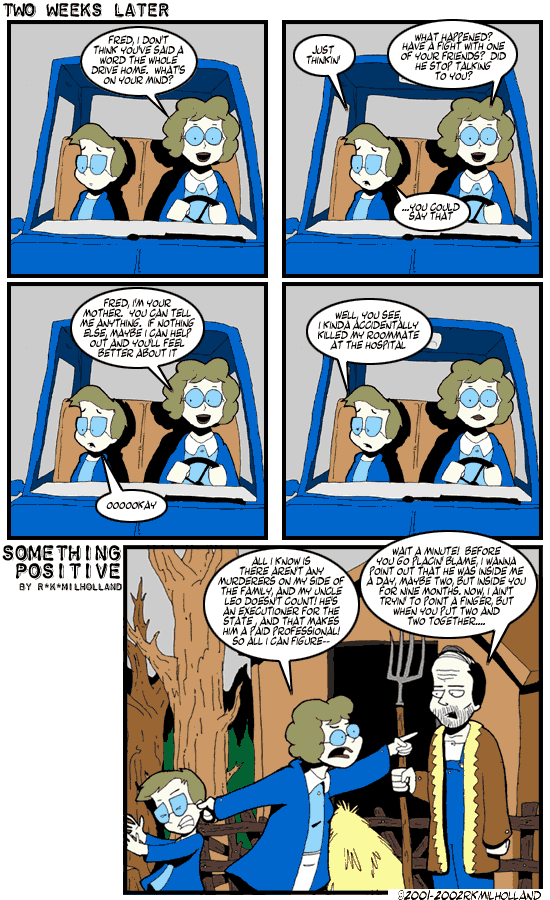 TWO WEEKS LATER
FRED, I DON'T
THINK YOU'VE SAID A
WORD THE WHOLE
DRIVE HOME. WHAT'S
ON YOUR MIND?
JUST
THINKIN'
WHAT HAPPENED?
HAVE A FIGHT WITH ONE
OF YOUR FRIENDS? DID
HE STOP TALKING
TO YOU?
...YOU COULD
SAY THAT
FRED, I'M YOUR
MOTHER. YOU CAN TELL
ME ANYTHING. IF NOTHING
ELSE, MAYBE I CAN HELP
OUT AND YOU'LL FEEL
BETTER ABOUT IT
OOOOOKAY
WELL, YOU SEE,
I KINDA ACCIDENTALLY
KILLED MY ROOMMATE
AT THE HOSPITAL
SOMETHING
POSITIVE
BY R*K*MILHOLLAND
ALL I KNOW IS
THERE AREN'T ANY
MURDERERS ON MY SIDE OF
THE FAMILY, AND MY UNCLE
LEO DOESN'T COUNT! HE'S
AN EXECUTIONER FOR THE
STATE, AND THAT MAKES
HIM A PAID PROFESSIONAL!
SO ALL I CAN FIGURE--
WAIT A MINUTE! BEFORE
YOU GO PLACIN' BLAME, I WANNA
POINT OUT THAT HE WAS INSIDE ME
A DAY, MAYBE TWO, BUT INSIDE YOU
FOR NINE MONTHS. NOW, I AIN'T
TRYIN' TO POINT A FINGER, BUT
WHEN YOU PUT TWO AND
TWO TOGETHER....
©2001-2002RKMILHOLLAND